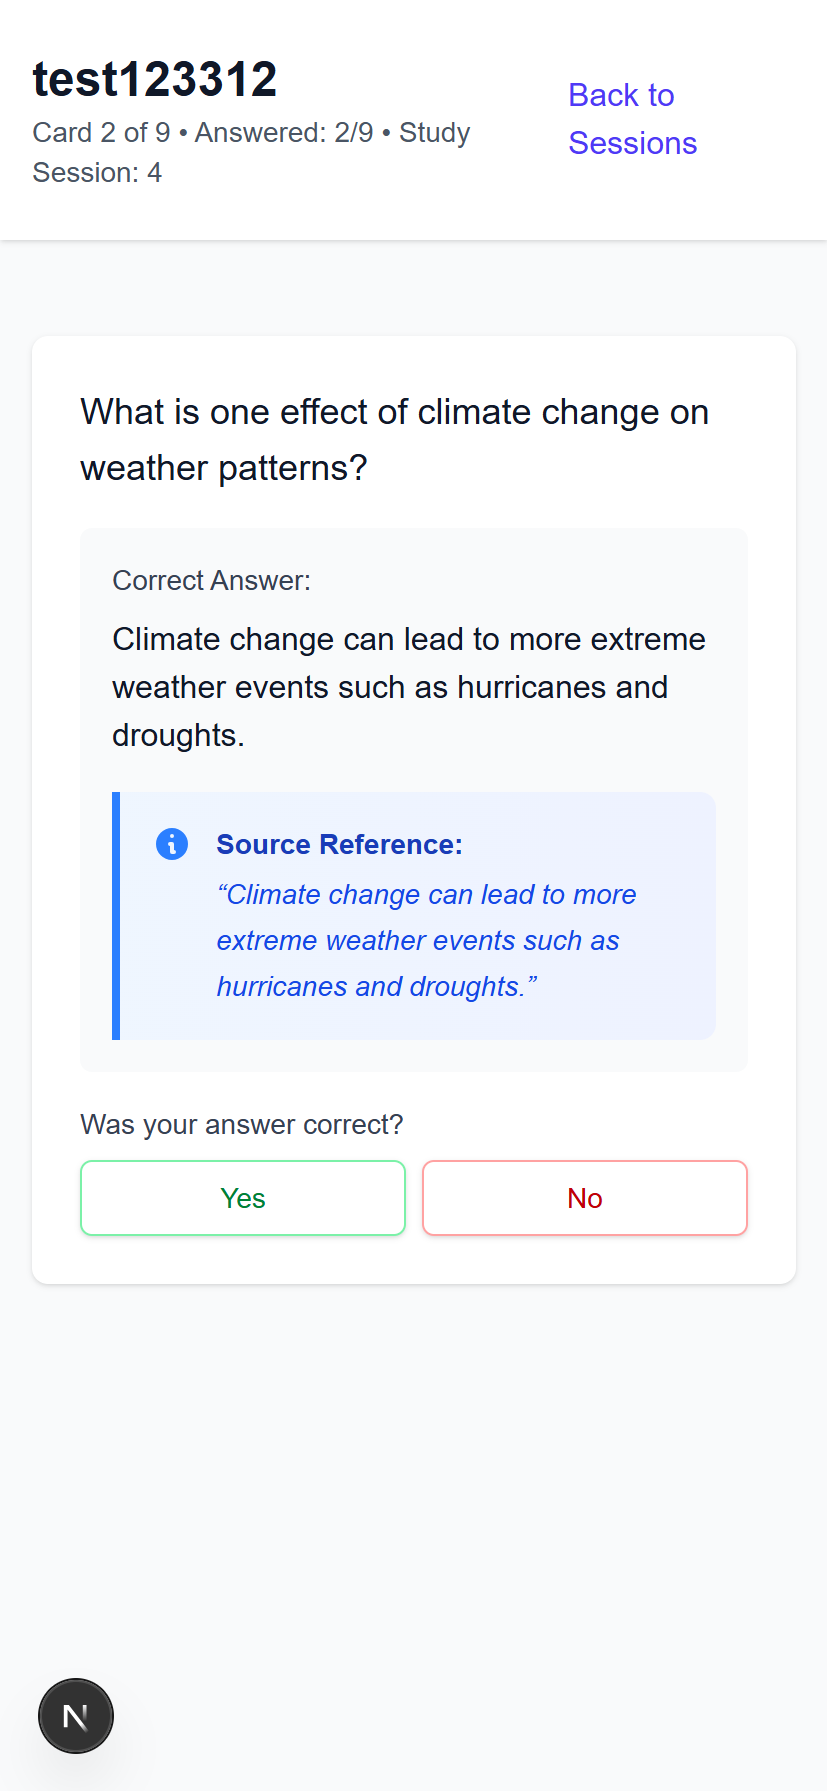 test123312
Card 2 of 9 • Answered: 2/9 • Study
Session: 4
Back to
Sessions
What is one effect of climate change on
weather patterns?
Correct Answer:
Climate change can lead to more extreme
weather events such as hurricanes and
droughts.
Source Reference:
“Climate change can lead to more
extreme weather events such as
hurricanes and droughts.”
Was your answer correct?
Yes
No
N